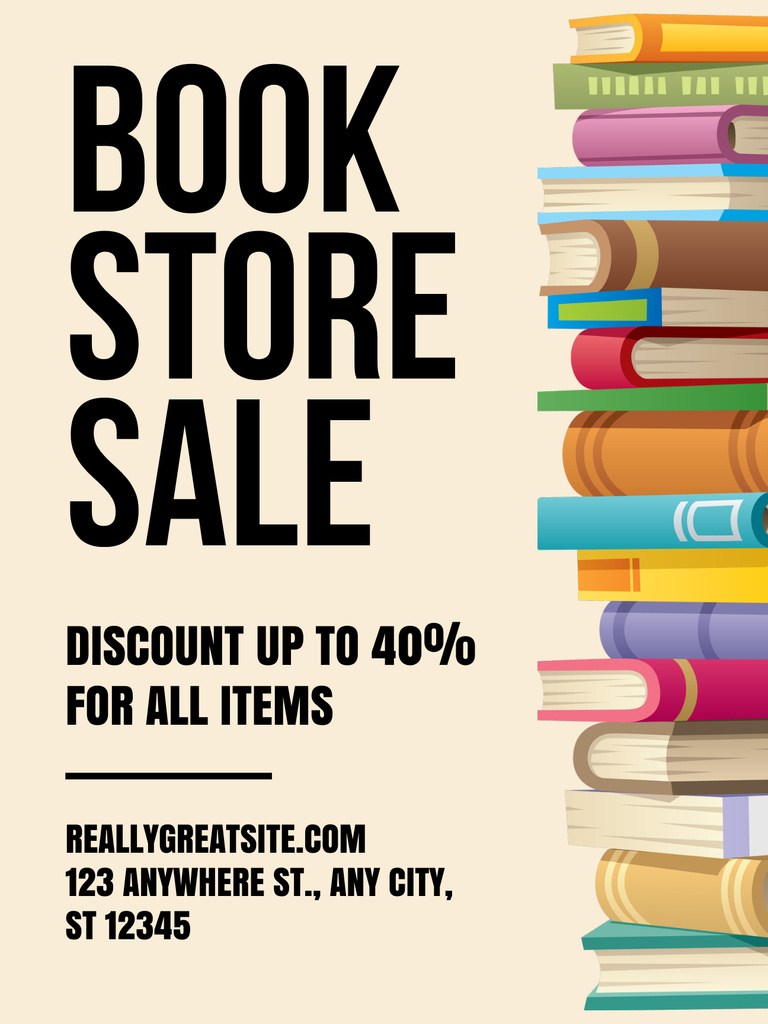 BOOK
STORE
SALE
DISCOUNT UP TO 40%
FOR ALL ITEMS
REALLYGREATSITE.COM
123 ANYWHERE ST., ANY CITY,
ST 12345